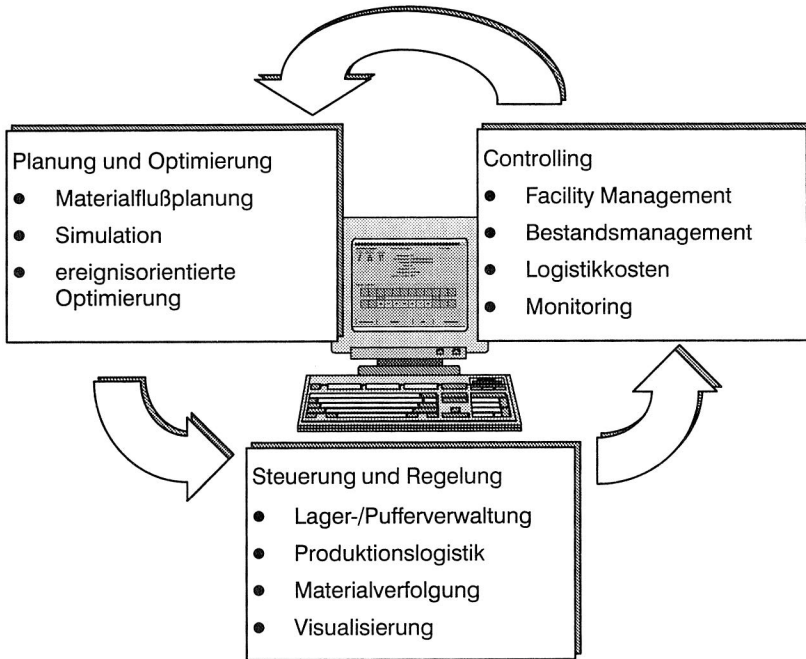 Planung und Optimierung
● Materialflußplanung
● Simulation
● ereignisorientierte
Optimierung
Controlling
● Facility Management
● Bestandsmanagement
● Logistikkosten
● Monitoring
Steuerung und Regelung
● Lager-/Pufferverwaltung
● Produktionslogistik
● Materialverfolgung
● Visualisierung